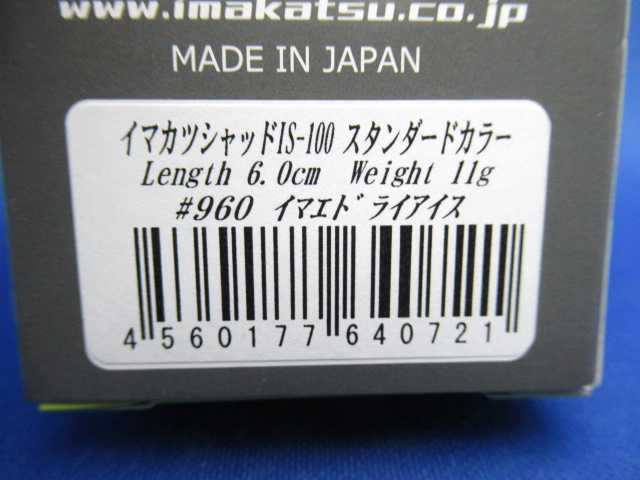 www.imakatsu.co.jp
MADE IN JAPAN
イマカツシャッドIS-100 スタンダードカラー
Length 6.0cm Weight 11g
#960 イマエドライアイス
4 560177 640721